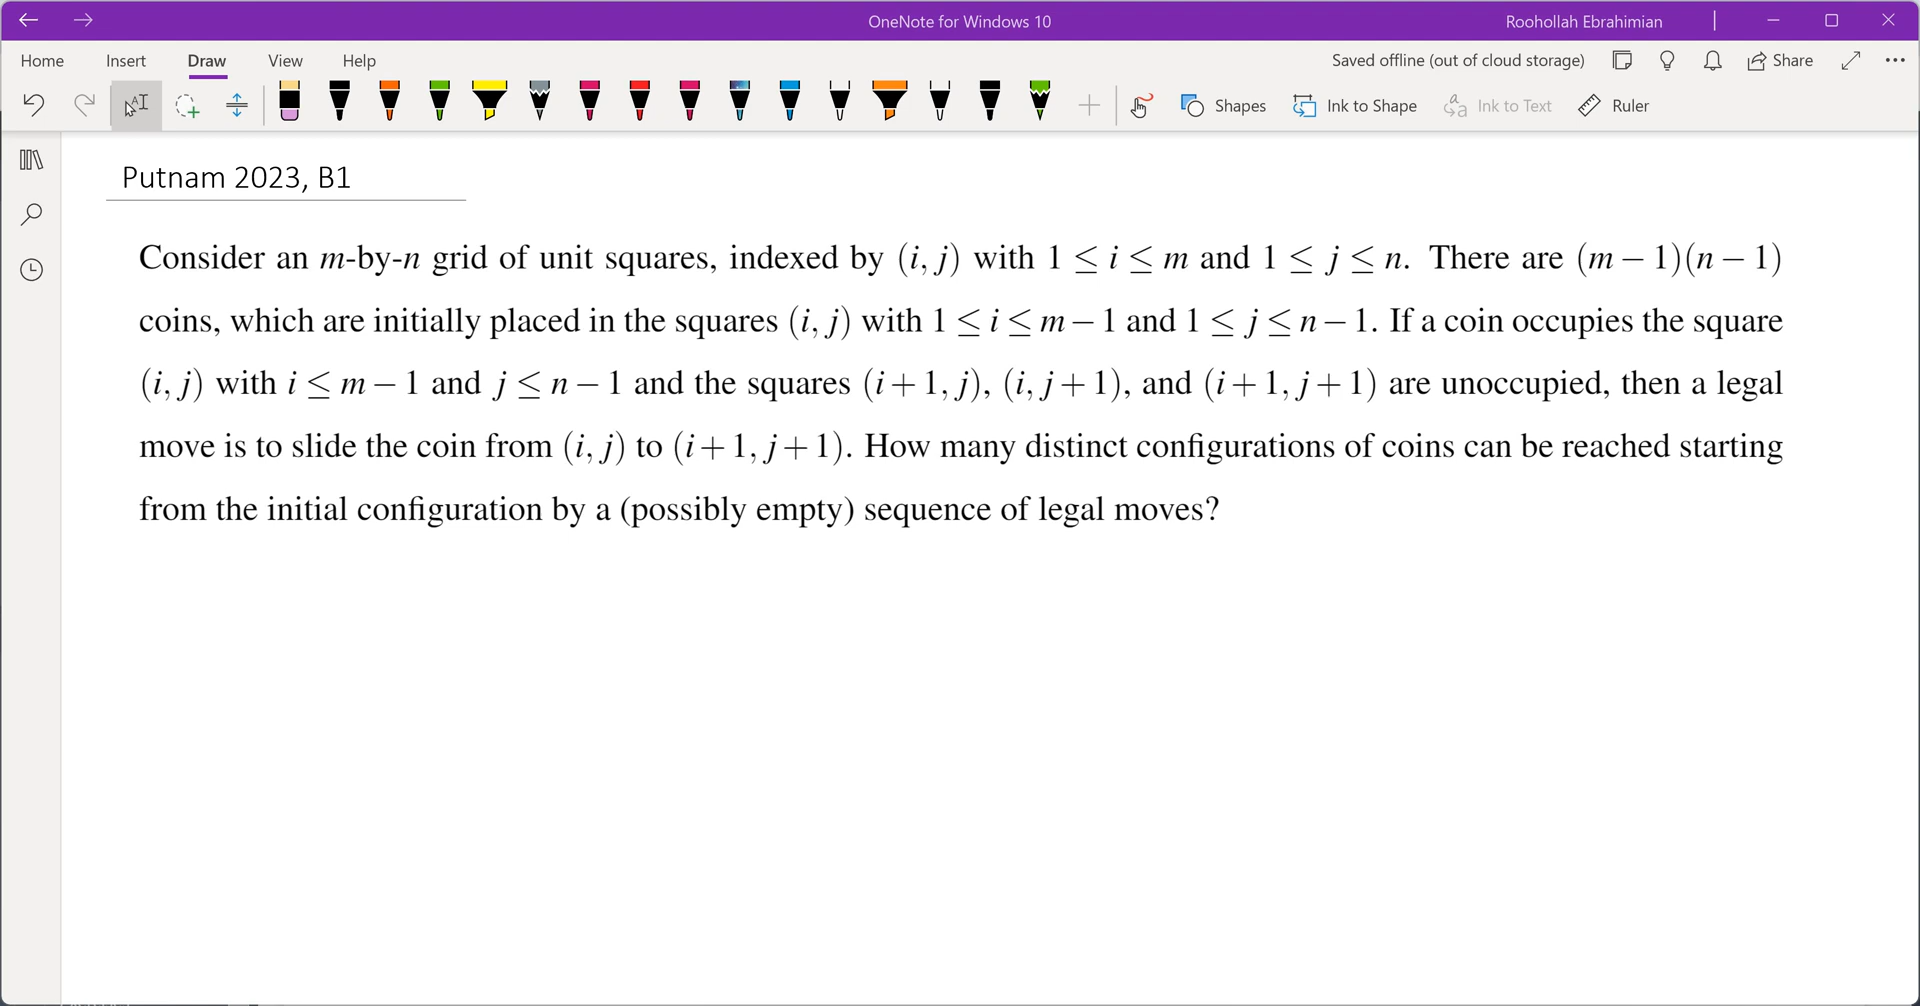 OneNote for Windows 10
Roohollah Ebrahimian
Home Insert Draw View Help
Saved offline (out of cloud storage)
Share
Shapes Ink to Shape Ink to Text Ruler
Putnam 2023, B1
Consider an m-by-n grid of unit squares, indexed by (i, j) with 1 ≤ i ≤ m and 1 ≤ j ≤ n. There are (m − 1)(n − 1)
coins, which are initially placed in the squares (i, j) with 1 ≤ i ≤ m − 1 and 1 ≤ j ≤ n − 1. If a coin occupies the square
(i, j) with i ≤ m − 1 and j ≤ n − 1 and the squares (i + 1, j), (i, j + 1), and (i + 1, j + 1) are unoccupied, then a legal
move is to slide the coin from (i, j) to (i + 1, j + 1). How many distinct configurations of coins can be reached starting
from the initial configuration by a (possibly empty) sequence of legal moves?